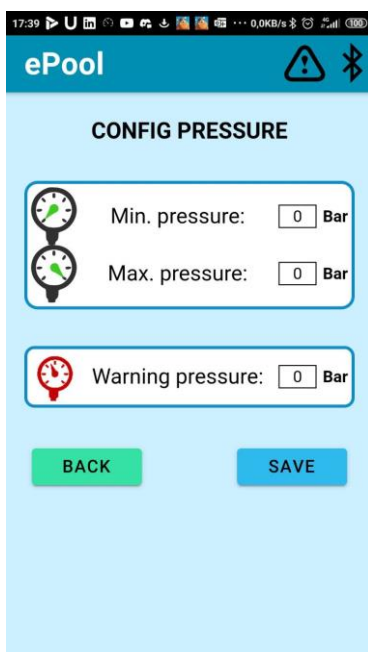 17:39 0,0KB/s 100
ePool
CONFIG PRESSURE
Min. pressure: 0 Bar
Max. pressure: 0 Bar
Warning pressure: 0 Bar
BACK SAVE